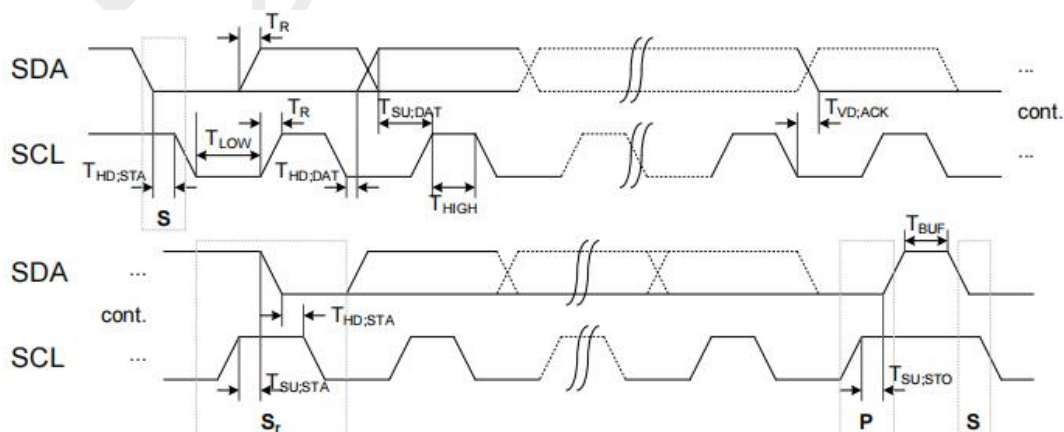 T_R
SDA
...
T_SU;DAT
T_R
T_VD;ACK
cont.
T_LOW
SCL
...
T_HD;STA
T_HD;DAT
T_HIGH
S
T_BUF
SDA
...
cont.
T_HD;STA
SCL
...
T_SU;STA
T_SU;STO
S_r
P
S